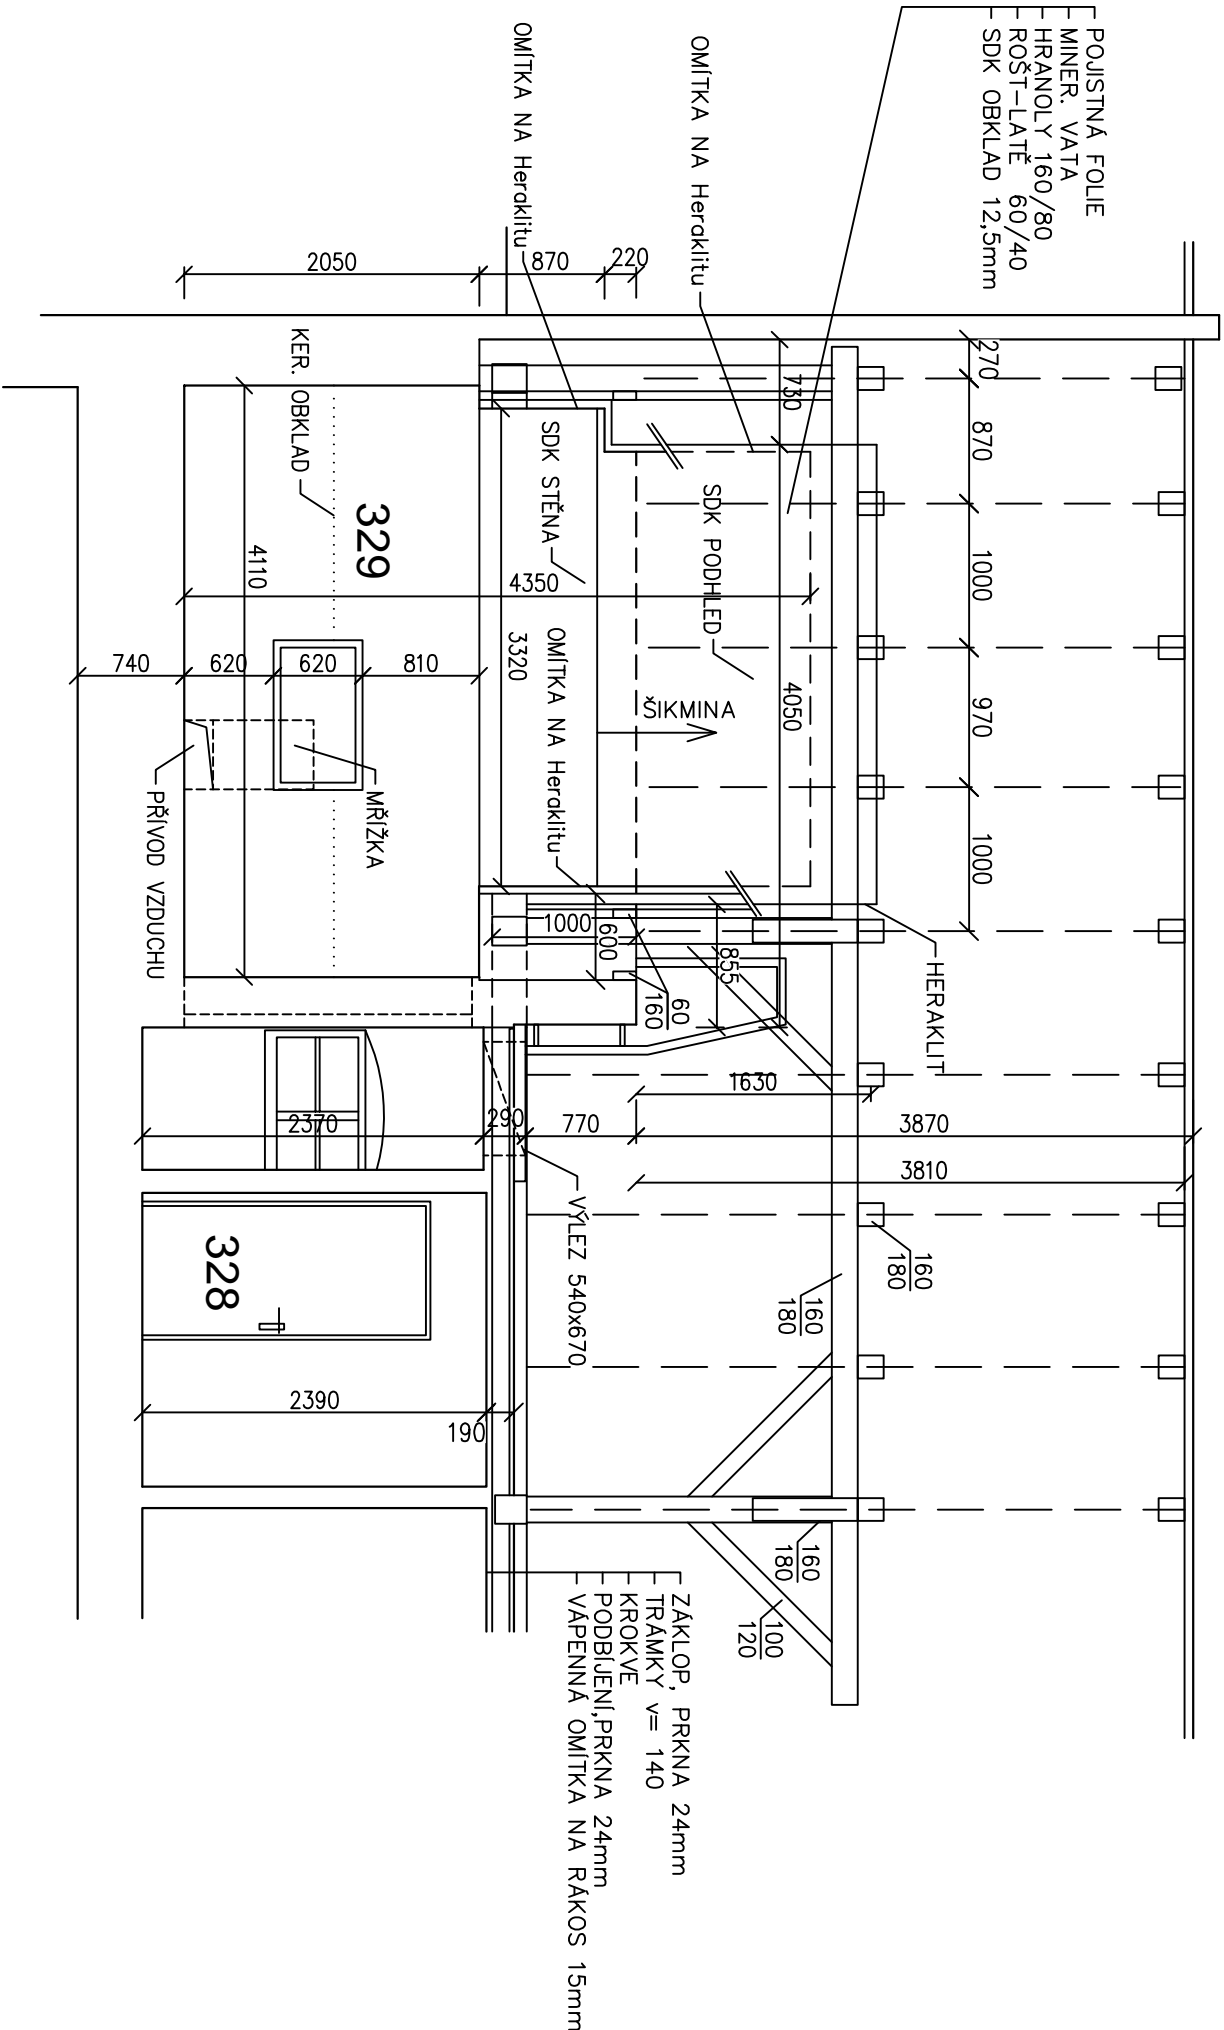 POJISTNÁ FOLIE
MINER. VATA
HRANOLY 160/80
ROŠT-LATĚ 60/40
SDK OBKLAD 12,5mm
OMÍTKA NA Heraklitu
OMÍTKA NA Heraklitu
220
870
2050
270
870
1000
970
1000
730
4050
855
SDK PODHLED
SDK STĚNA
ŠIKMINA
4350
3320
OMÍTKA NA Heraklitu
KER. OBKLAD
329
4110
810
620
620
740
MŘÍŽKA
PŘÍVOD VZDUCHU
HERAKLIT
1000
600
60
160
1630
3870
770
290
2370
3810
VÝLEZ 540x670
160
180
160
180
328
2390
190
160
180
100
120
ZÁKLOP, PRKNA 24mm
TRÁMKY v= 140
KROKVE
PODBÍJENÍ,PRKNA 24mm
VÁPENNÁ OMÍTKA NA RÁKOS 15mm